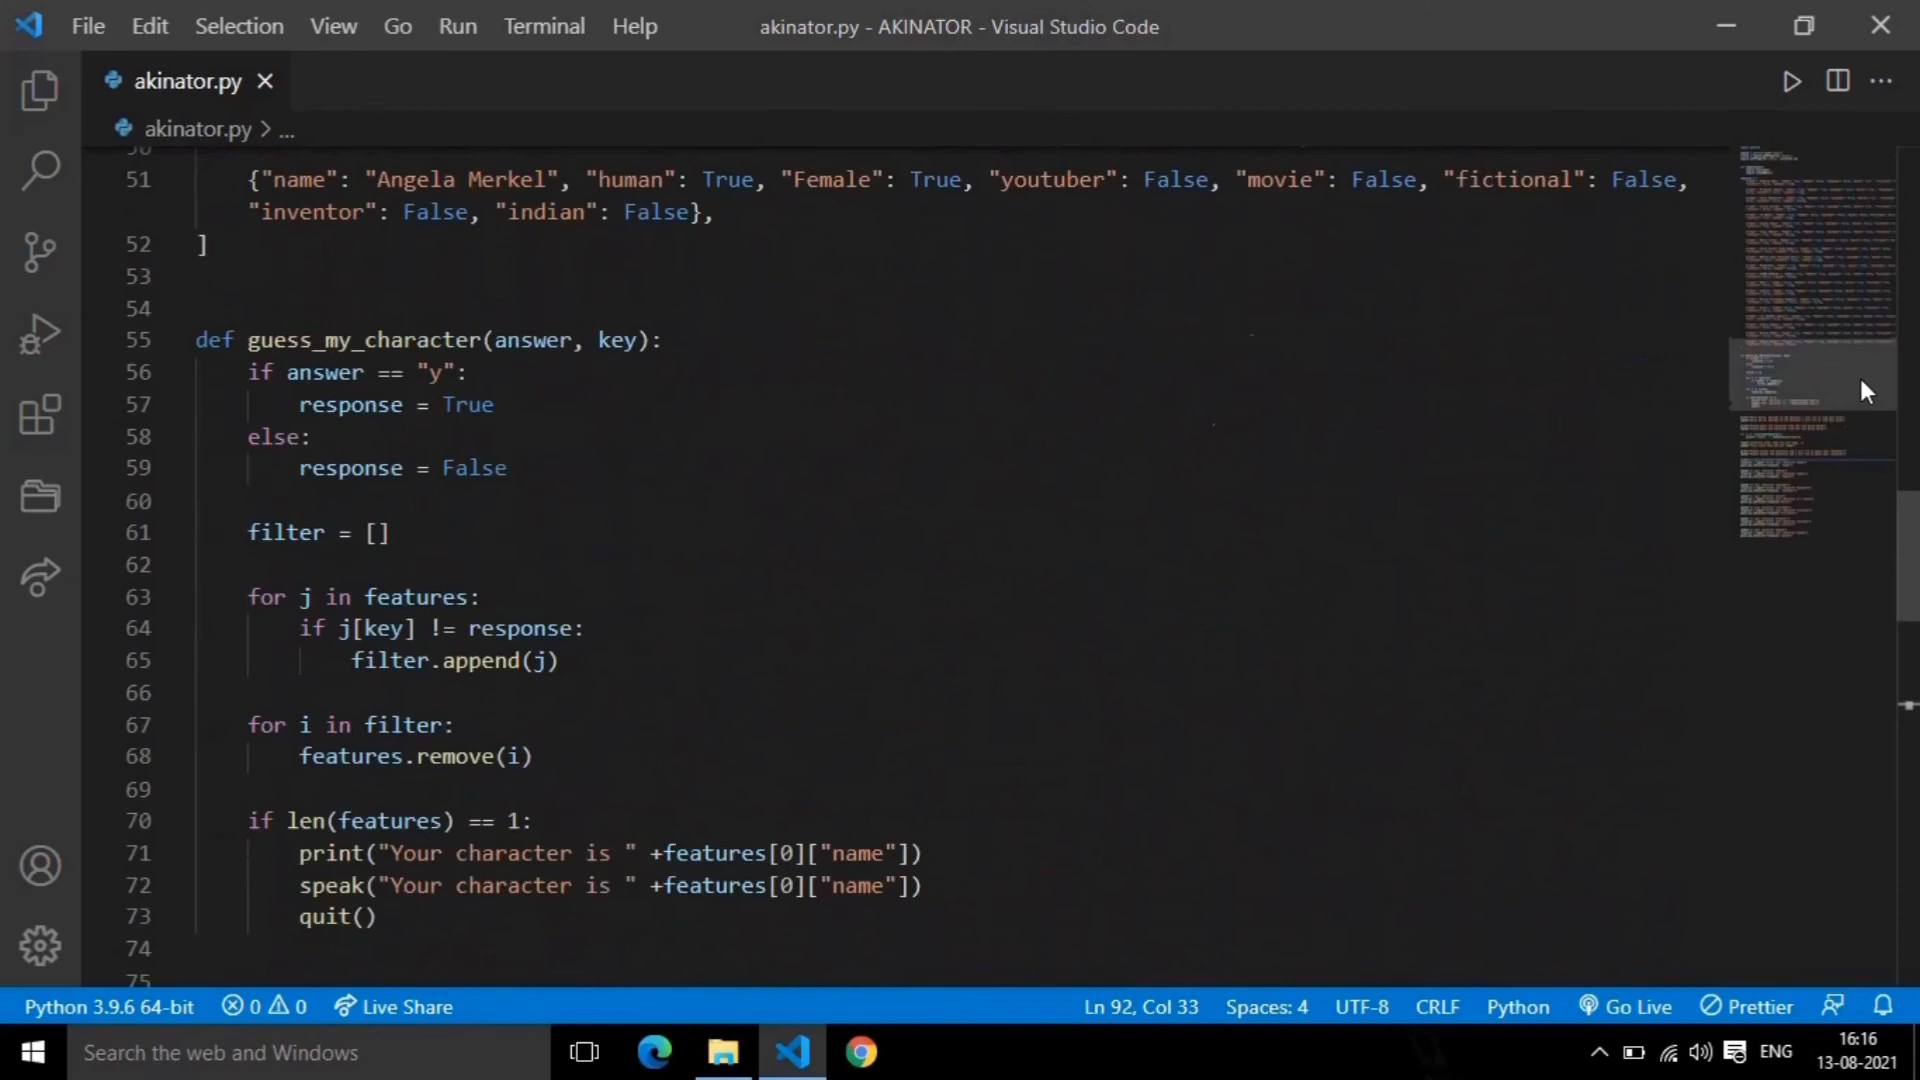 File Edit Selection View Go Run Terminal Help akinator.py - AKINATOR - Visual Studio Code
akinator.py
akinator.py > ...
50
51 {"name": "Angela Merkel", "human": True, "Female": True, "youtuber": False, "movie": False, "fictional": False,
"inventor": False, "indian": False},
52 ]
53
54
55 def guess_my_character(answer, key):
56 if answer == "y":
57 response = True
58 else:
59 response = False
60
61 filter = []
62
63 for j in features:
64 if j[key] != response:
65 filter.append(j)
66
67 for i in filter:
68 features.remove(i)
69
70 if len(features) == 1:
71 print("Your character is " +features[0]["name"])
72 speak("Your character is " +features[0]["name"])
73 quit()
74
75
Python 3.9.6 64-bit 0 0 Live Share Ln 92, Col 33 Spaces: 4 UTF-8 CRLF Python Go Live Prettier
Search the web and Windows ENG 16:16
13-08-2021